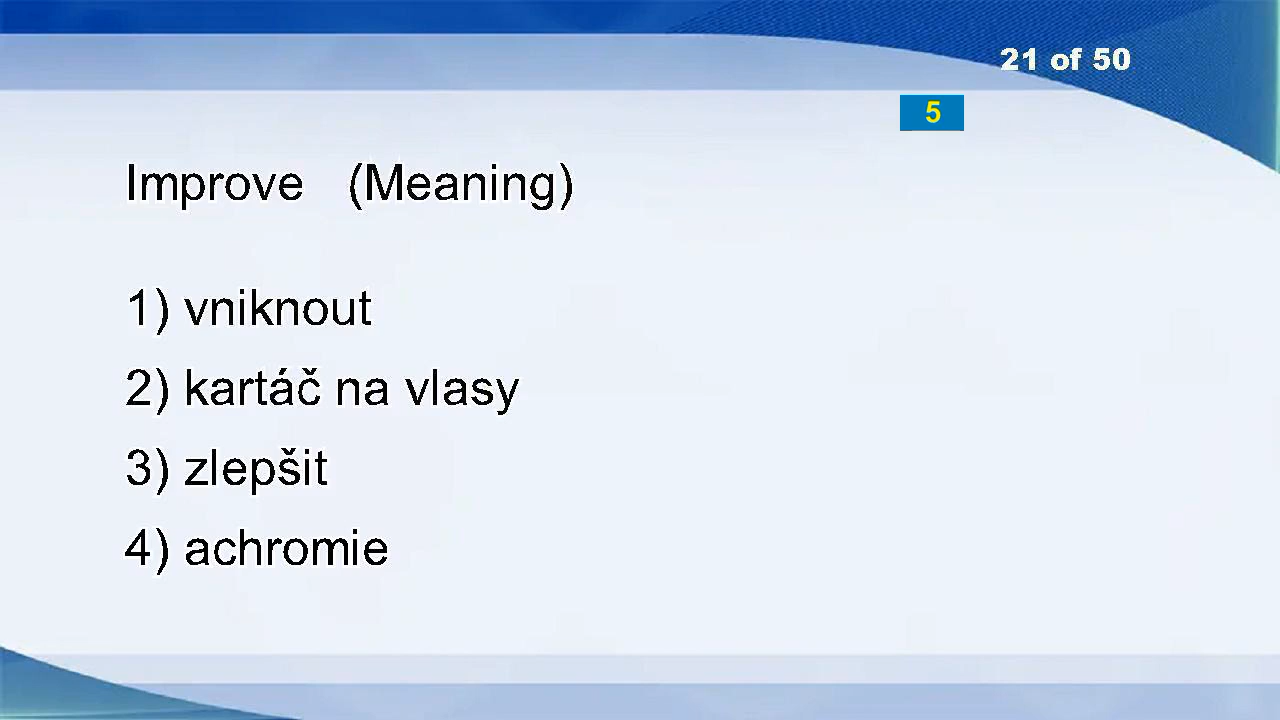 21 of 50
5
Improve (Meaning)
1) vniknout
2) kartáč na vlasy
3) zlepšit
4) achromie